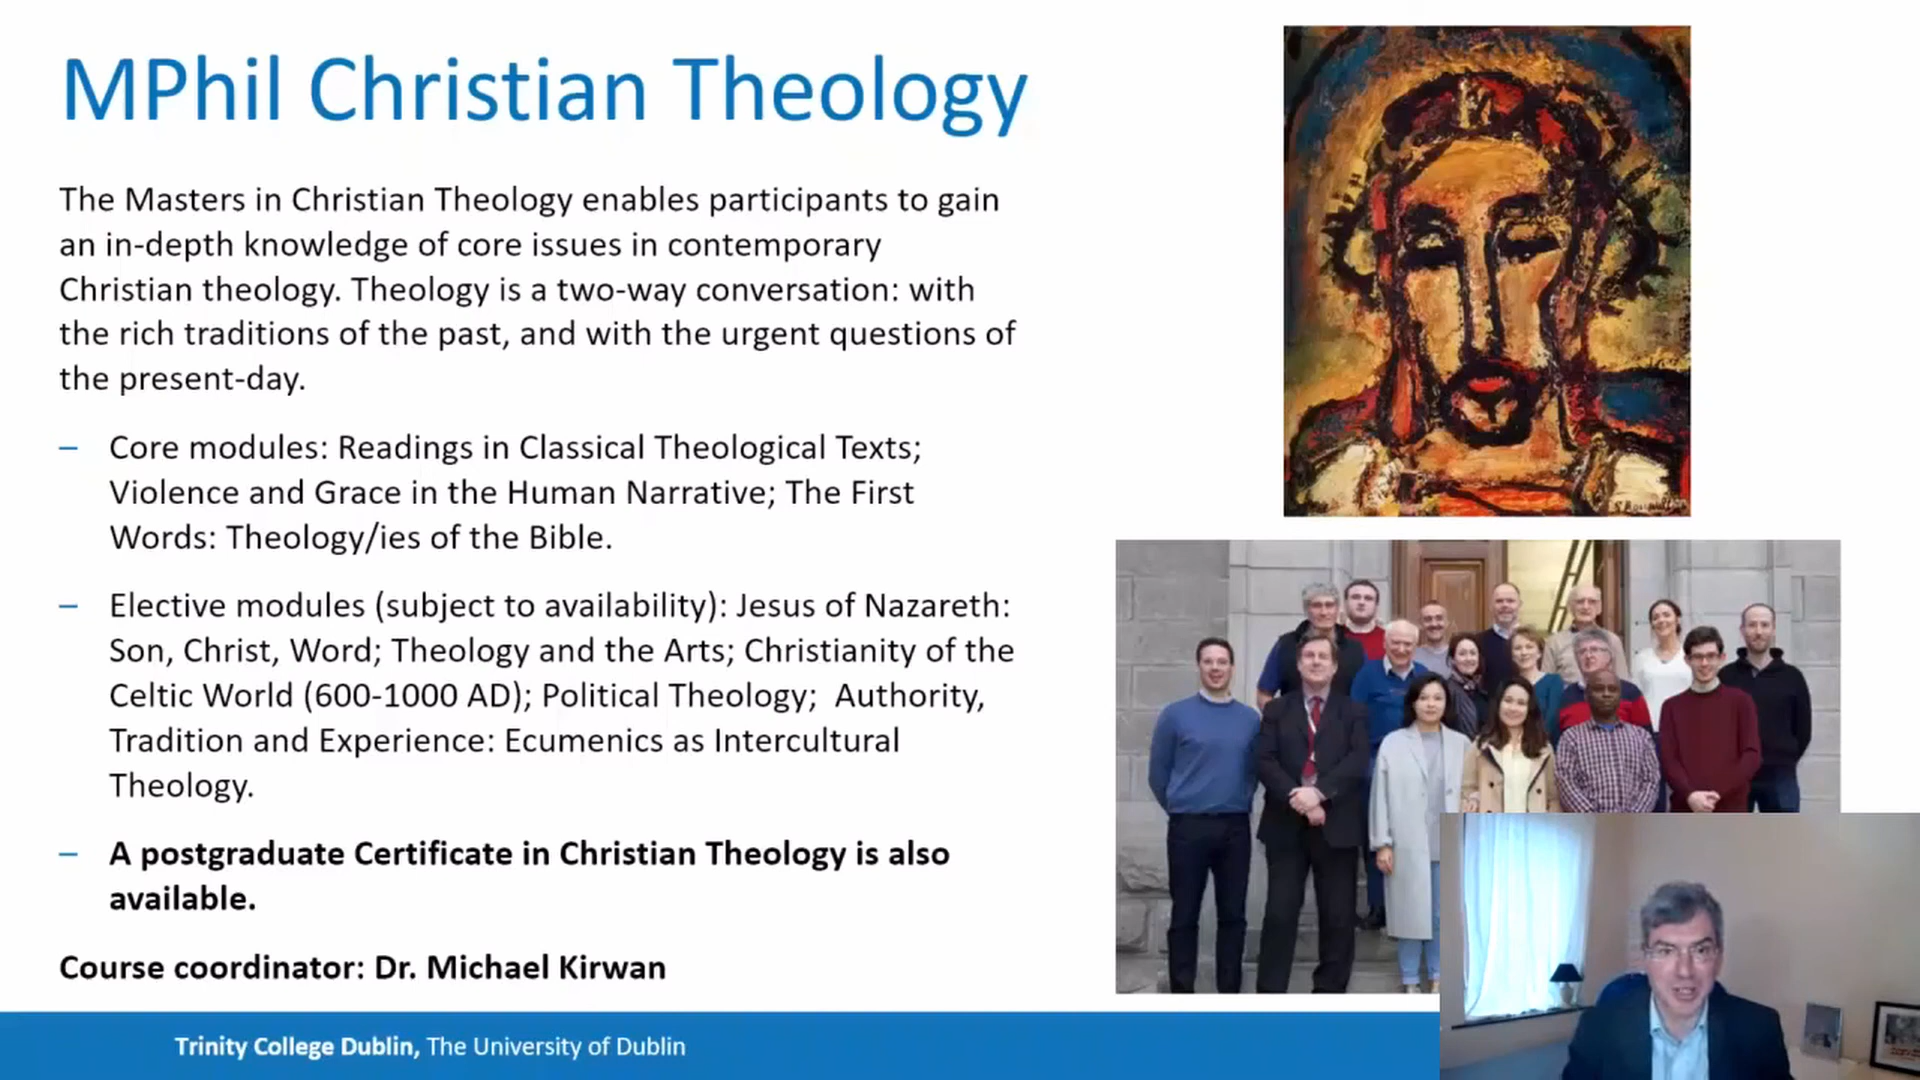 MPhil Christian Theology
The Masters in Christian Theology enables participants to gain
an in-depth knowledge of core issues in contemporary
Christian theology. Theology is a two-way conversation: with
the rich traditions of the past, and with the urgent questions of
the present-day.
– Core modules: Readings in Classical Theological Texts;
Violence and Grace in the Human Narrative; The First
Words: Theology/ies of the Bible.
– Elective modules (subject to availability): Jesus of Nazareth:
Son, Christ, Word; Theology and the Arts; Christianity of the
Celtic World (600-1000 AD); Political Theology;  Authority,
Tradition and Experience: Ecumenics as Intercultural
Theology.
– A postgraduate Certificate in Christian Theology is also
available.
Course coordinator: Dr. Michael Kirwan
Trinity College Dublin, The University of Dublin